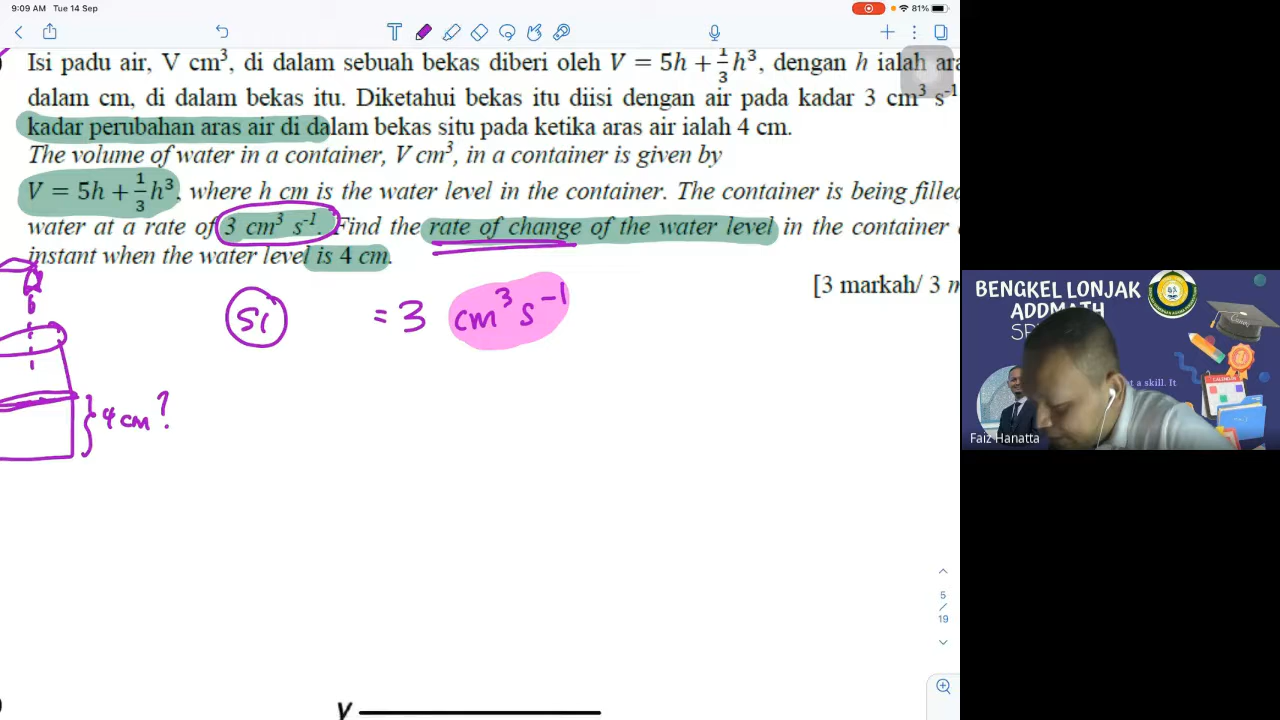 9:09 AM Tue 14 Sep
81%
Isi padu air, V cm³, di dalam sebuah bekas diberi oleh V = 5h + 1/3 h³, dengan h ialah ara
dalam cm, di dalam bekas itu. Diketahui bekas itu diisi dengan air pada kadar 3 cm³ s⁻¹
kadar perubahan aras air di dalam bekas situ pada ketika aras air ialah 4 cm.
The volume of water in a container, V cm³, in a container is given by
V = 5h + 1/3 h³, where h cm is the water level in the container. The container is being filled
water at a rate of 3 cm³ s⁻¹. Find the rate of change of the water level in the container
instant when the water level is 4 cm.
[3 markah/ 3 m
SI = 3 cm³ s⁻¹
4 cm ?
5
/
19
y
BENGKEL LONJAK
ADDMATH
SP
t a skill. It
CALENDAR
Faiz Hanatta